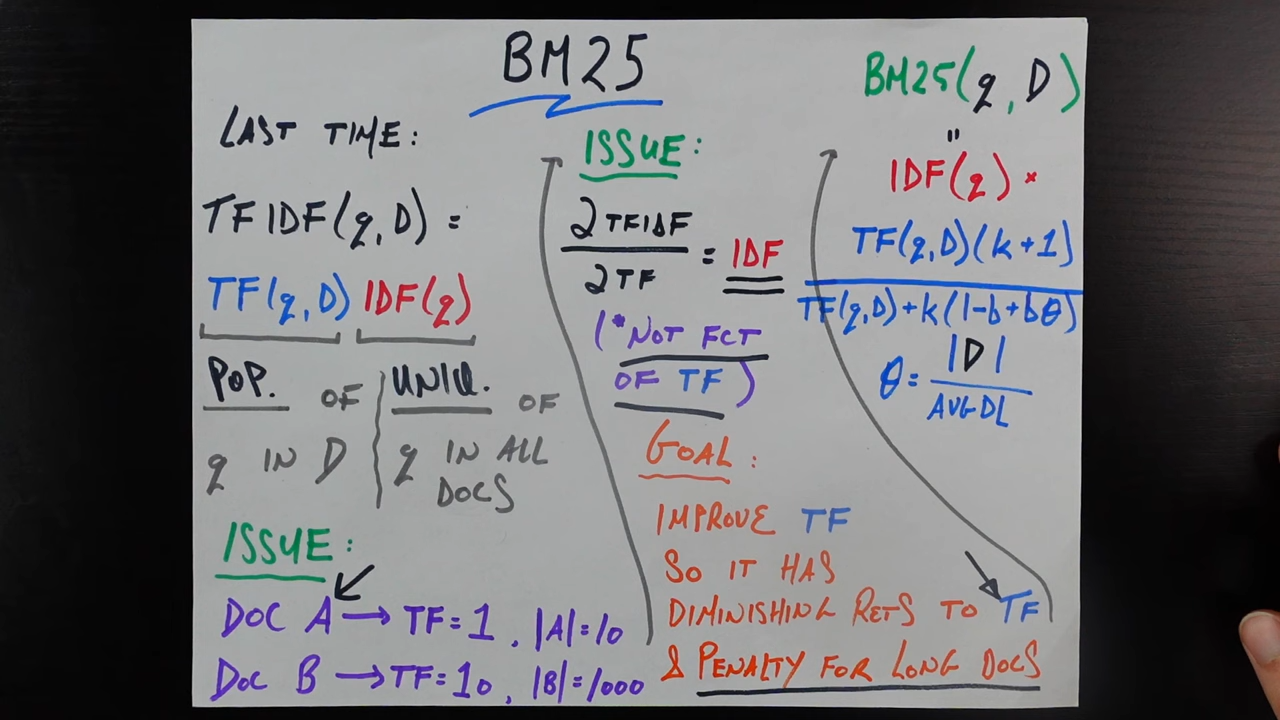 BM25
LAST TIME:
TFIDF(q,D) =
TF(q,D) IDF(q)
POP. OF
q IN D
UNIQ. OF
q IN ALL
DOCS
ISSUE:
DOC A → TF=1, |A|=10
DOC B → TF=10, |B|=1000
ISSUE:
∂TFIDF
∂TF
= IDF
(*NOT FCT
OF TF)
GOAL:
IMPROVE TF
SO IT HAS
DIMINISHING RETS TO TF
& PENALTY FOR LONG DOCS
BM25(q,D)
=
IDF(q) ×
TF(q,D)(k+1)
TF(q,D)+k(1-b+bθ)
θ = |D|
AVGDL